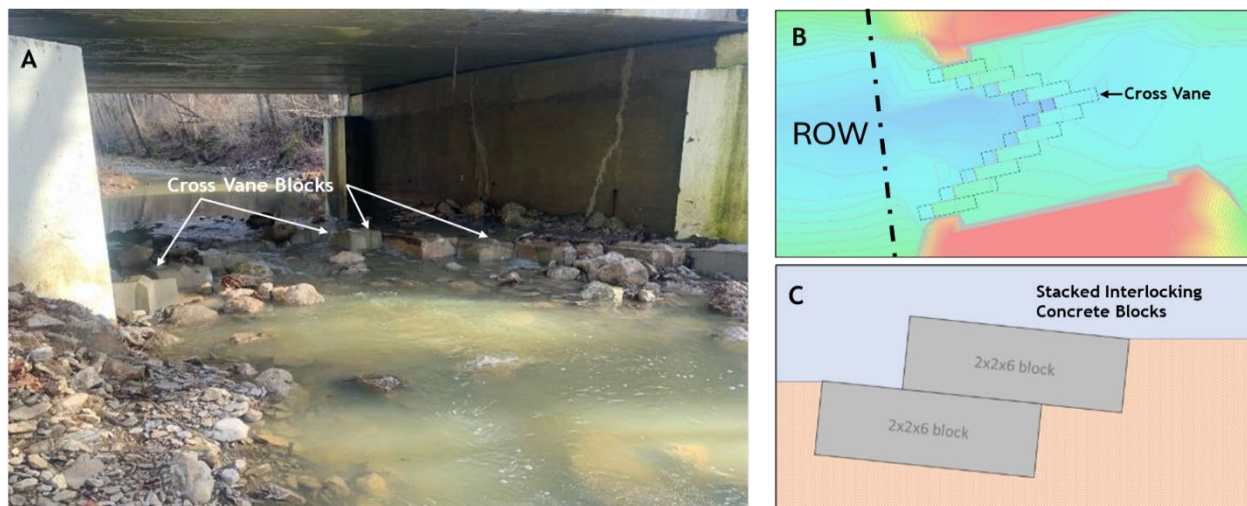 A
Cross Vane Blocks
B
Cross Vane
ROW
C
Stacked Interlocking
Concrete Blocks
2x2x6 block
2x2x6 block